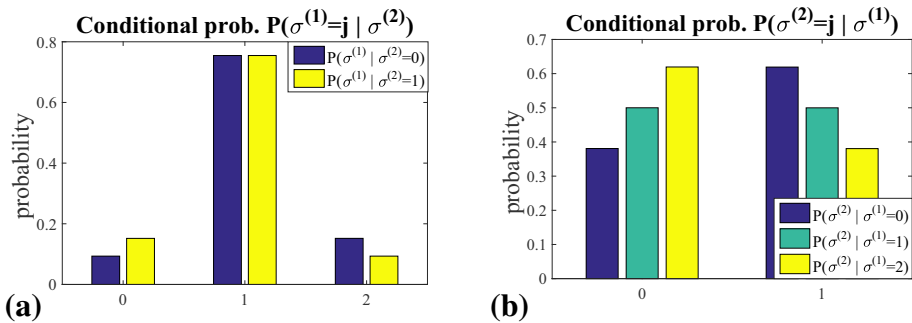 Conditional prob. P(σ⁽¹⁾=j | σ⁽²⁾)
0.8
0.6
0.4
0.2
0
probability
P(σ⁽¹⁾ | σ⁽²⁾=0)
P(σ⁽¹⁾ | σ⁽²⁾=1)
0 1 2
(a)
Conditional prob. P(σ⁽²⁾=j | σ⁽¹⁾)
0.7
0.6
0.5
0.4
0.3
0.2
0.1
0
probability
P(σ⁽²⁾ | σ⁽¹⁾=0)
P(σ⁽²⁾ | σ⁽¹⁾=1)
P(σ⁽²⁾ | σ⁽¹⁾=2)
0 1
(b)